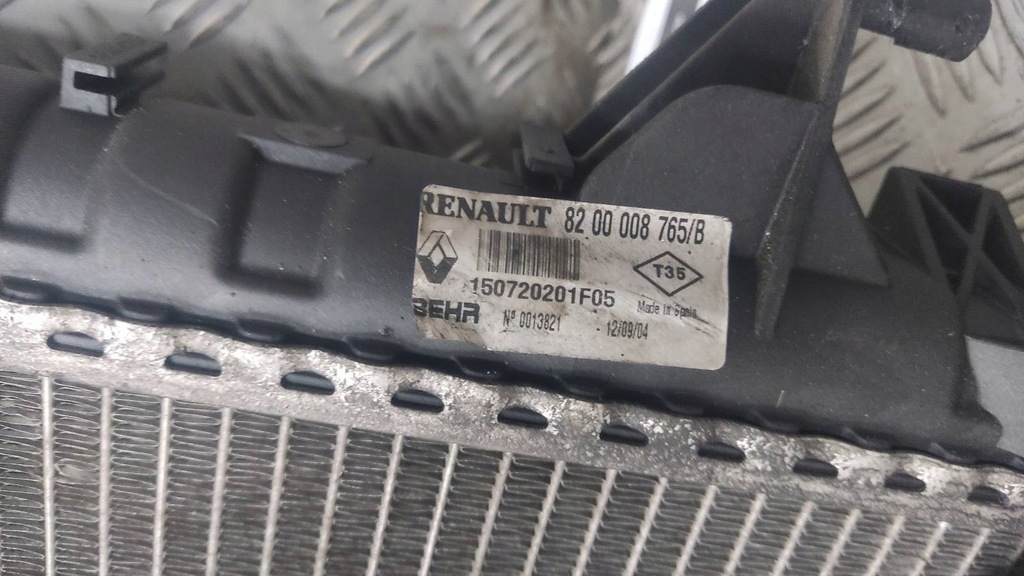 RENAULT 82 00 008 765/B
T35
150720201F05
Made in Spain
BEHR Nº 0013821 12/09/04